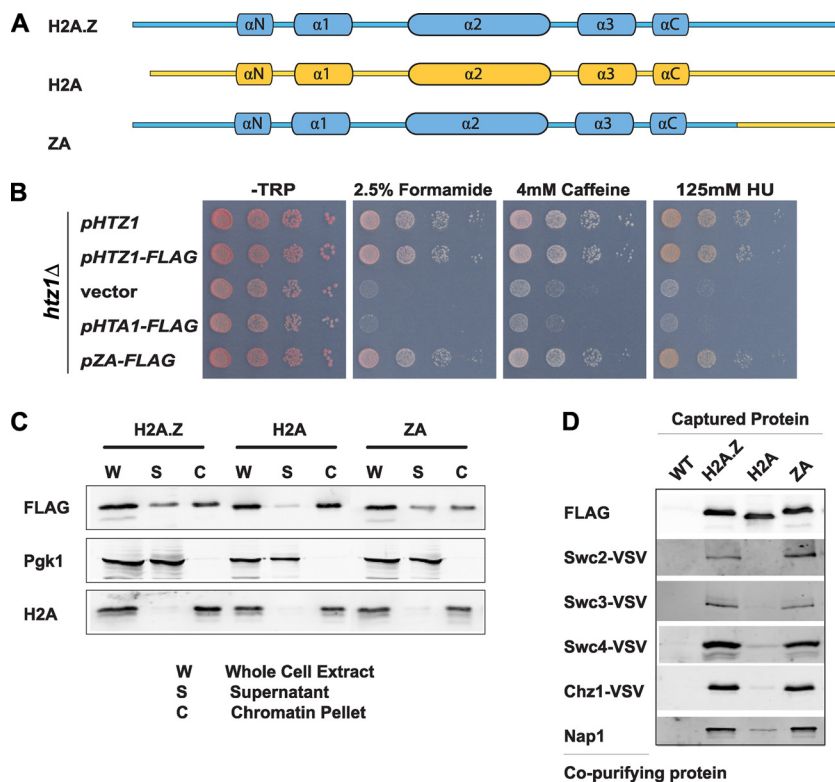 A
H2A.Z
αN α1 α2 α3 αC
H2A
αN α1 α2 α3 αC
ZA
αN α1 α2 α3 αC
B
-TRP 2.5% Formamide 4mM Caffeine 125mM HU
htz1Δ
pHTZ1
pHTZ1-FLAG
vector
pHTA1-FLAG
pZA-FLAG
C
H2A.Z H2A ZA
W S C W S C W S C
FLAG
Pgk1
H2A
W Whole Cell Extract
S Supernatant
C Chromatin Pellet
D
Captured Protein
WT H2A.Z H2A ZA
FLAG
Swc2-VSV
Swc3-VSV
Swc4-VSV
Chz1-VSV
Nap1
Co-purifying protein